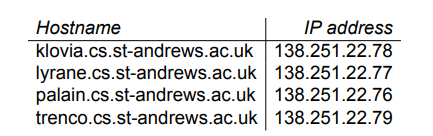 Hostname IP address
klovia.cs.st-andrews.ac.uk 138.251.22.78
lyrane.cs.st-andrews.ac.uk 138.251.22.77
palain.cs.st-andrews.ac.uk 138.251.22.76
trenco.cs.st-andrews.ac.uk 138.251.22.79